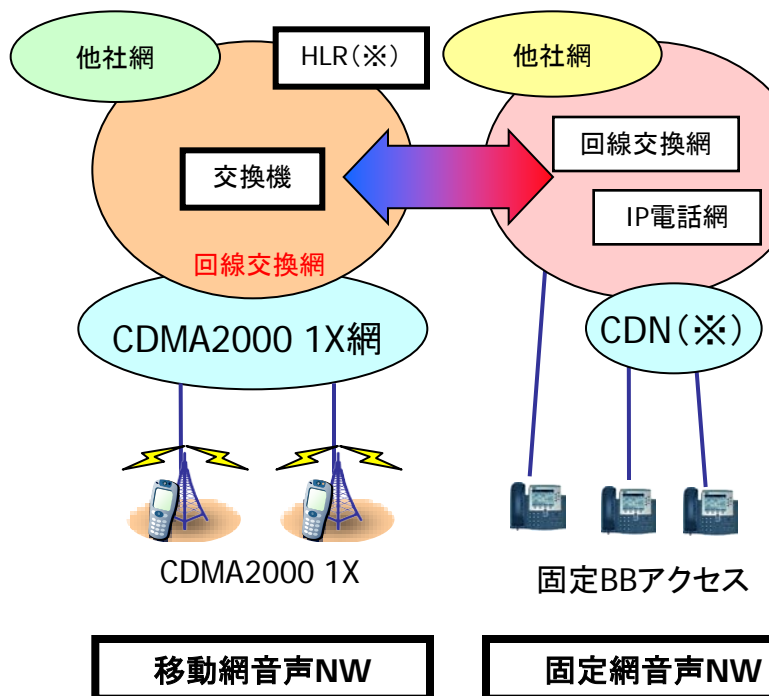 他社網
HLR(※)
交換機
回線交換網
CDMA2000 1X網
CDMA2000 1X
移動網音声NW
他社網
回線交換網
IP電話網
CDN(※)
固定BBアクセス
固定網音声NW